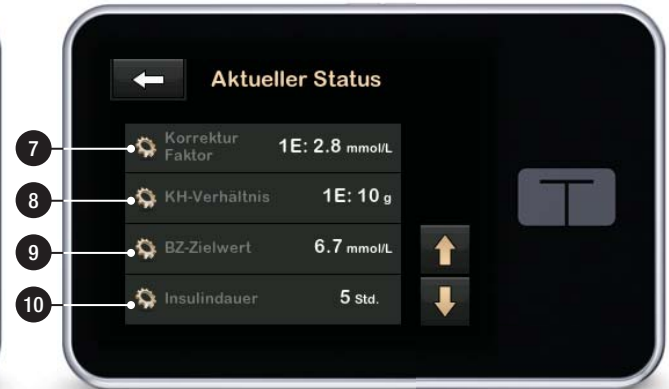 Aktueller Status
7
Korrektur
Faktor
1E: 2.8 mmol/L
8
KH-Verhältnis 1E: 10 g
9
BZ-Zielwert 6.7 mmol/L
10
Insulindauer 5 Std.